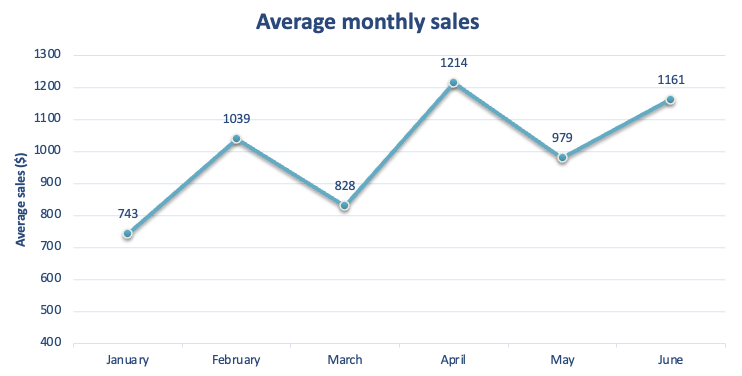 Average monthly sales
1300
1200
1100
1000
900
800
700
600
500
400
Average sales ($)
743
1039
828
1214
979
1161
January
February
March
April
May
June